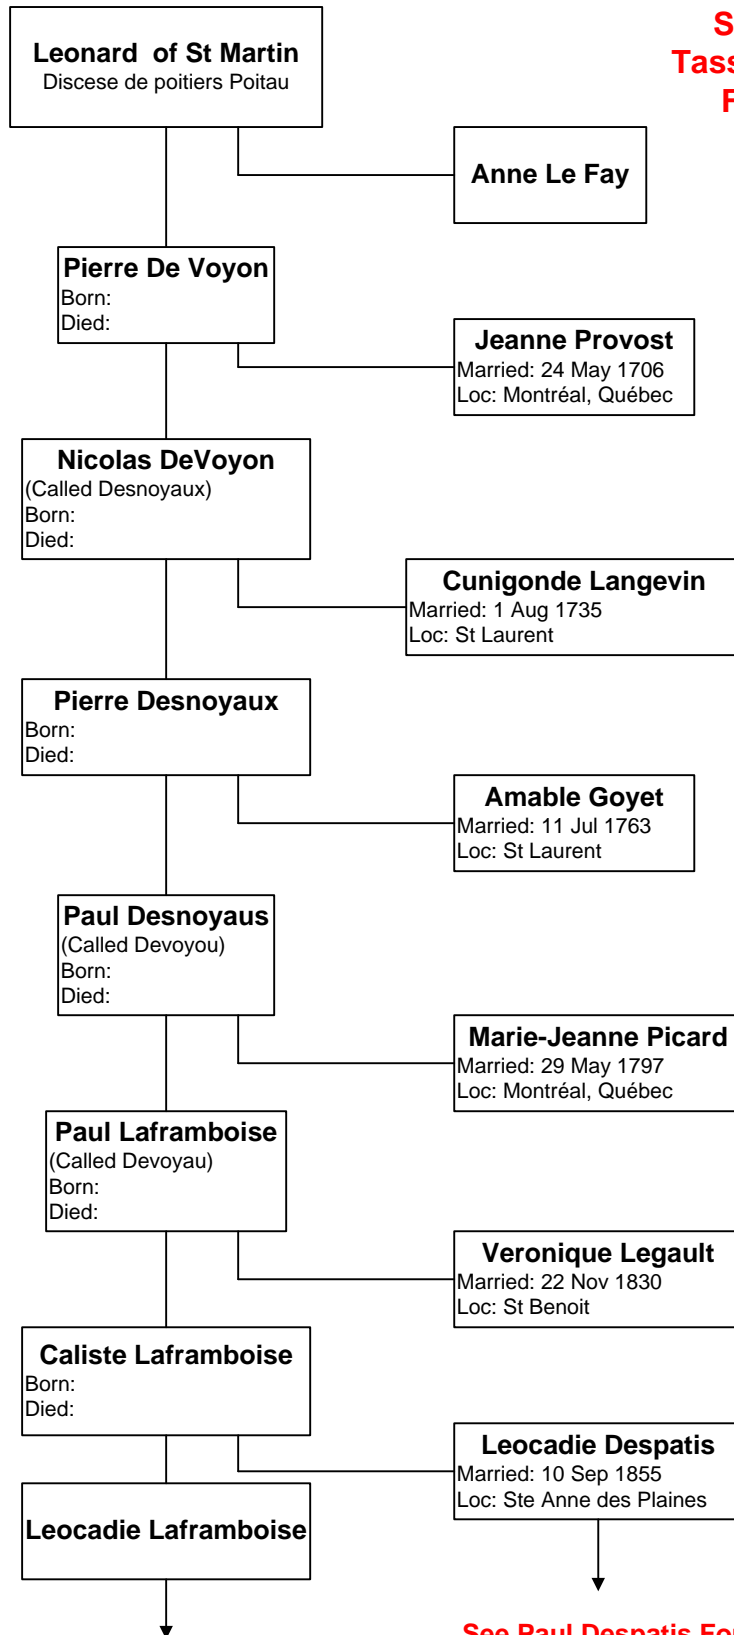 Leonard  of St Martin
Discese de poitiers Poitau
Anne Le Fay
Pierre De Voyon
Born:
Died:
Jeanne Provost
Married: 24 May 1706
Loc: Montréal, Québec
Nicolas DeVoyon
(Called Desnoyaux)
Born:
Died:
Cunigonde Langevin
Married: 1 Aug 1735
Loc: St Laurent
Pierre Desnoyaux
Born:
Died:
Amable Goyet
Married: 11 Jul 1763
Loc: St Laurent
Paul Desnoyaus
(Called Devoyou)
Born:
Died:
Marie-Jeanne Picard
Married: 29 May 1797
Loc: Montréal, Québec
Paul Laframboise
(Called Devoyau)
Born:
Died:
Veronique Legault
Married: 22 Nov 1830
Loc: St Benoit
Caliste Laframboise
Born:
Died:
Leocadie Despatis
Married: 10 Sep 1855
Loc: Ste Anne des Plaines
Leocadie Laframboise
See Paul Despatis